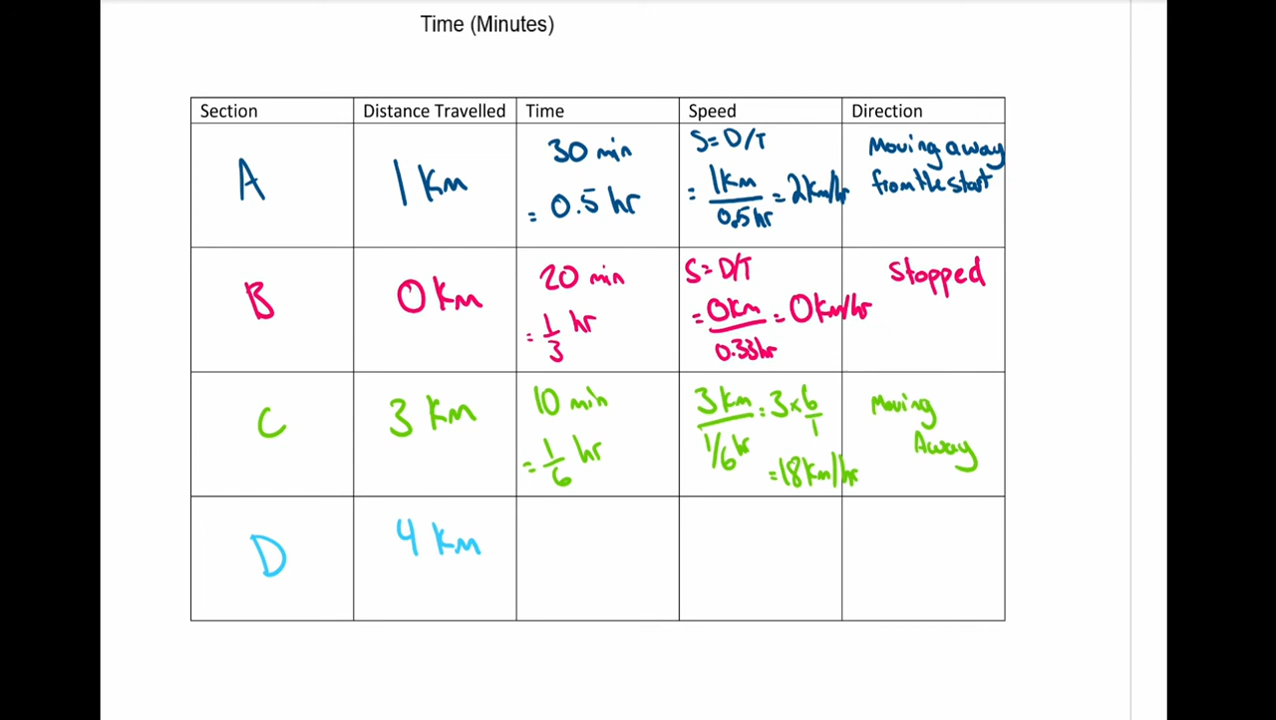 Time (Minutes)
Section Distance Travelled Time Speed Direction
A
1 km
30 min
= 0.5 hr
S = D/T
= 1km/0.5hr = 2km/hr
Moving away
from the start
B
0 km
20 min
= 1/3 hr
S = D/T
= 0km/0.33hr = 0km/hr
Stopped
C
3 km
10 min
= 1/6 hr
3km/1/6hr = 3 × 6/1
= 18km/hr
Moving
Away
D
4 km